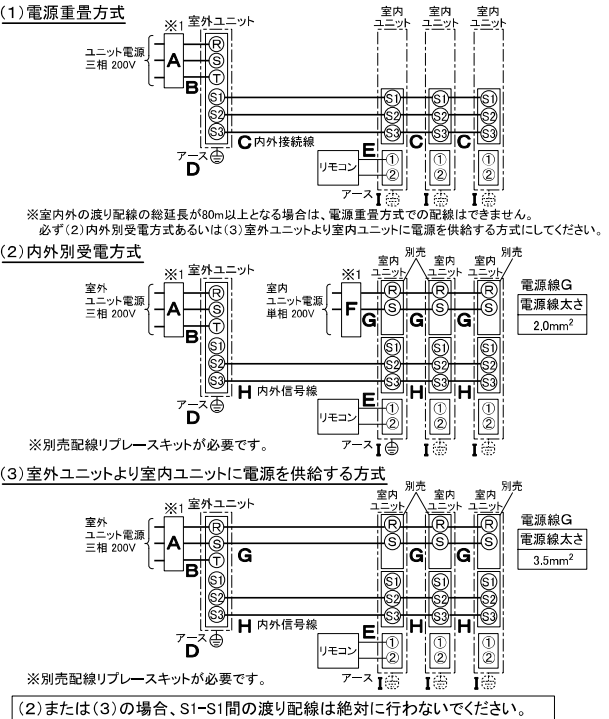 (1)電源重畳方式
※1
室外ユニット
室内
ユニット
室内
ユニット
室内
ユニット
ユニット電源
三相 200V
A
B
R
S
T
S1
S2
S3
アース
D
C 内外接続線
S1
S2
S3
C
S1
S2
S3
C
S1
S2
S3
E
リモコン
①
②
①
②
①
②
アース
I
I
I
※室内外の渡り配線の総延長が80m以上となる場合は、電源重畳方式での配線はできません。
必ず(2)内外別受電方式あるいは(3)室外ユニットより室内ユニットに電源を供給する方式にしてください。
(2)内外別受電方式
※1
室外ユニット
※1
室内
ユニット
別売
室内
ユニット
室内
ユニット
別売
室外
ユニット電源
三相 200V
A
B
R
S
T
S1
S2
S3
アース
D
室内
ユニット電源
単相 200V
F
G
R
S
G
R
S
G
R
S
電源線G
電源線太さ
2.0mm²
H 内外信号線
S1
S2
S3
H
S1
S2
S3
H
S1
S2
S3
E
リモコン
①
②
①
②
①
②
アース
I
I
I
※別売配線リプレースキットが必要です。
(3)室外ユニットより室内ユニットに電源を供給する方式
※1
室外ユニット
室内
ユニット
別売
室内
ユニット
室内
ユニット
別売
室外
ユニット電源
三相 200V
A
B
R
S
T
S1
S2
S3
アース
D
G
R
S
G
R
S
G
R
S
電源線G
電源線太さ
3.5mm²
H 内外信号線
S1
S2
S3
H
S1
S2
S3
H
S1
S2
S3
E
リモコン
①
②
①
②
①
②
アース
I
I
I
※別売配線リプレースキットが必要です。
(2)または(3)の場合、S1-S1間の渡り配線は絶対に行わないでください。